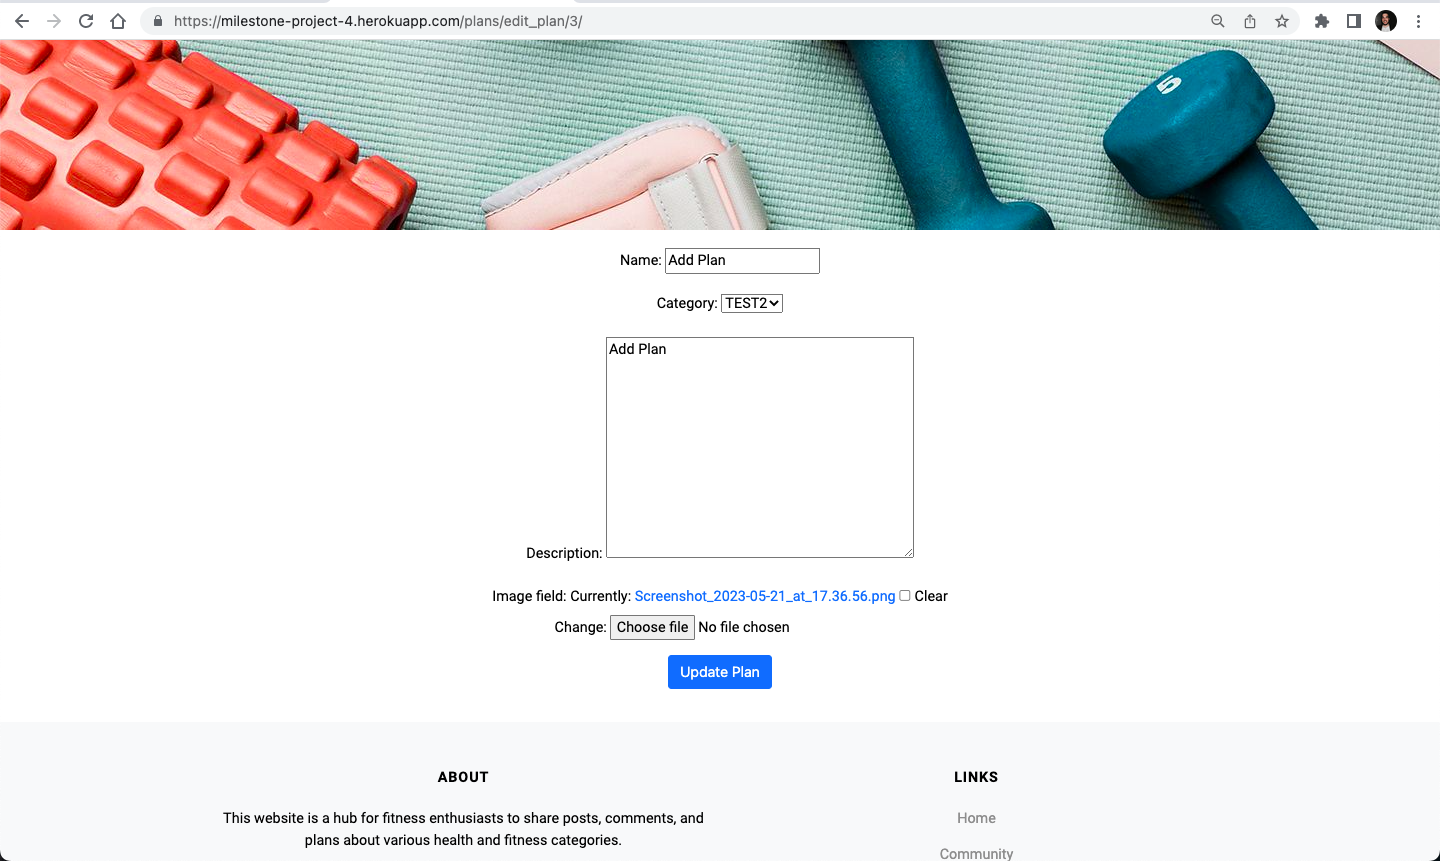 https://milestone-project-4.herokuapp.com/plans/edit_plan/3/
5
Name: Add Plan
Category: TEST2
Add Plan
Description:
Image field: Currently: Screenshot_2023-05-21_at_17.36.56.png Clear
Change: Choose file No file chosen
Update Plan
ABOUT
LINKS
This website is a hub for fitness enthusiasts to share posts, comments, and
plans about various health and fitness categories.
Home
Community